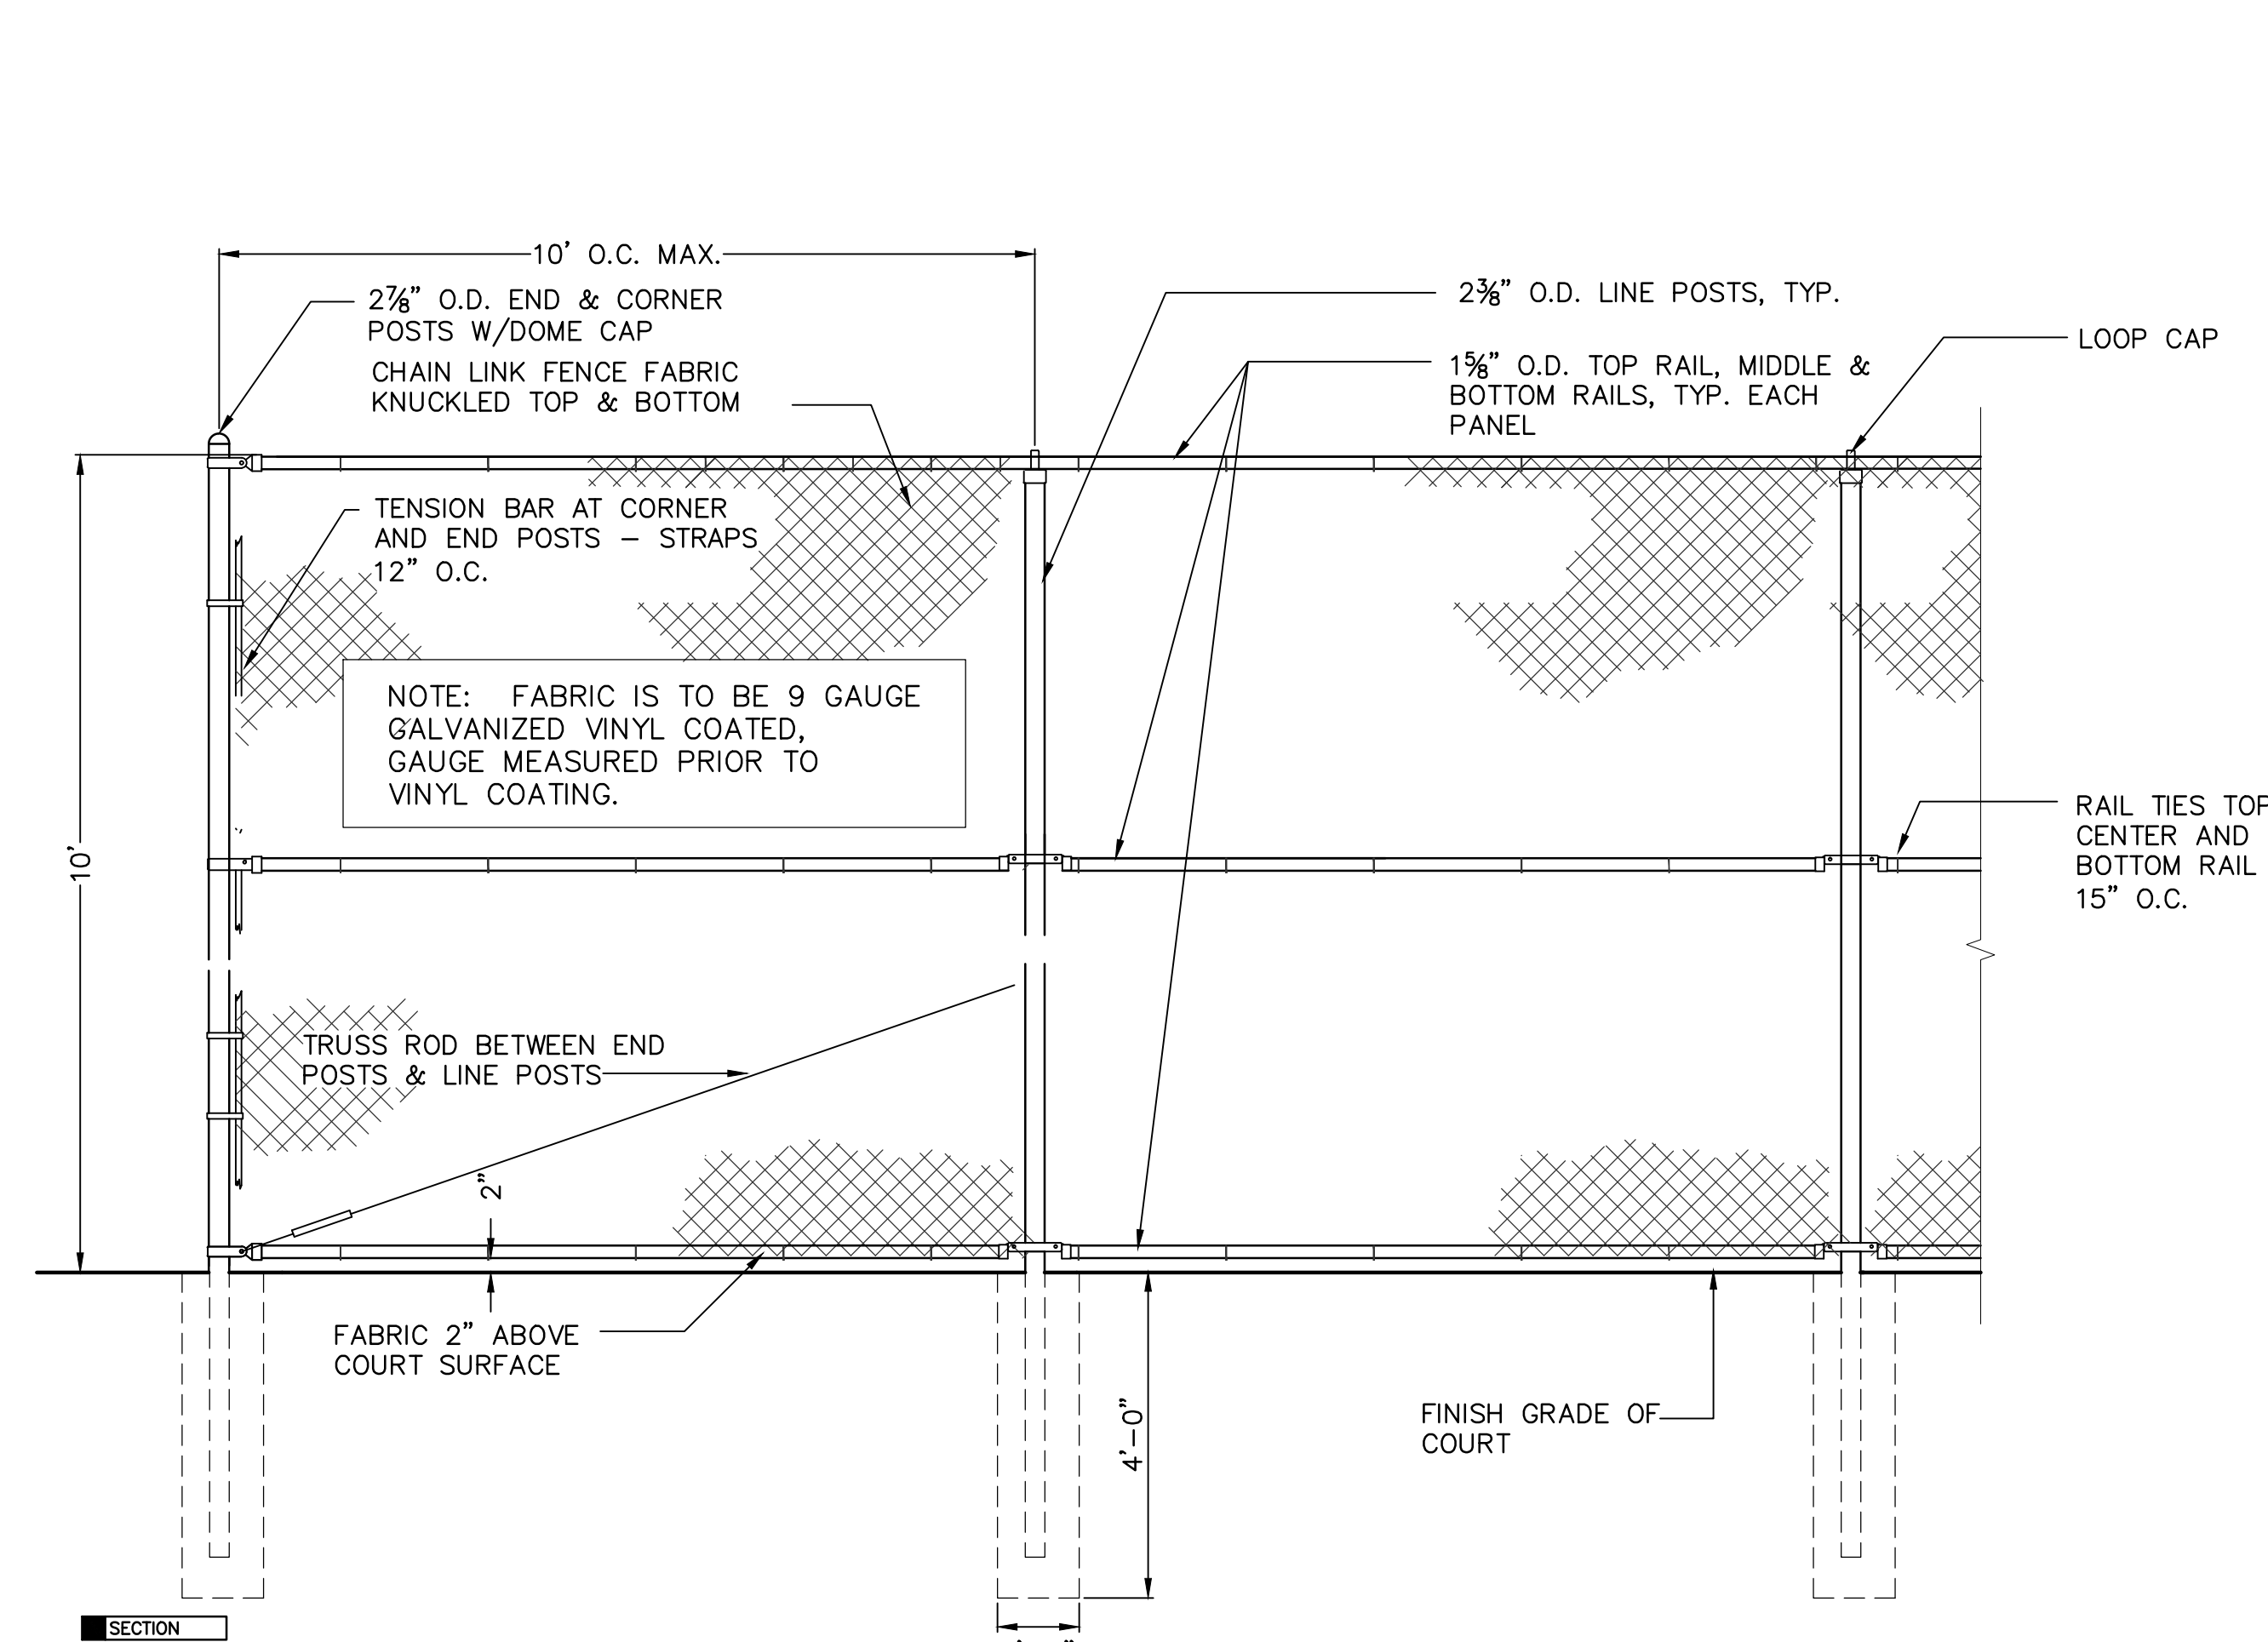 10' O.C. MAX.
2⅞" O.D. END & CORNER
POSTS W/DOME CAP
CHAIN LINK FENCE FABRIC
KNUCKLED TOP & BOTTOM
2⅜" O.D. LINE POSTS, TYP.
1⅝" O.D. TOP RAIL, MIDDLE &
BOTTOM RAILS, TYP. EACH
PANEL
LOOP CAP
TENSION BAR AT CORNER
AND END POSTS – STRAPS
12" O.C.
NOTE: FABRIC IS TO BE 9 GAUGE
GALVANIZED VINYL COATED,
GAUGE MEASURED PRIOR TO
VINYL COATING.
10'
RAIL TIES TOP
CENTER AND
BOTTOM RAIL
15" O.C.
TRUSS ROD BETWEEN END
POSTS & LINE POSTS
2"
FABRIC 2" ABOVE
COURT SURFACE
4'-0"
FINISH GRADE OF
COURT
SECTION